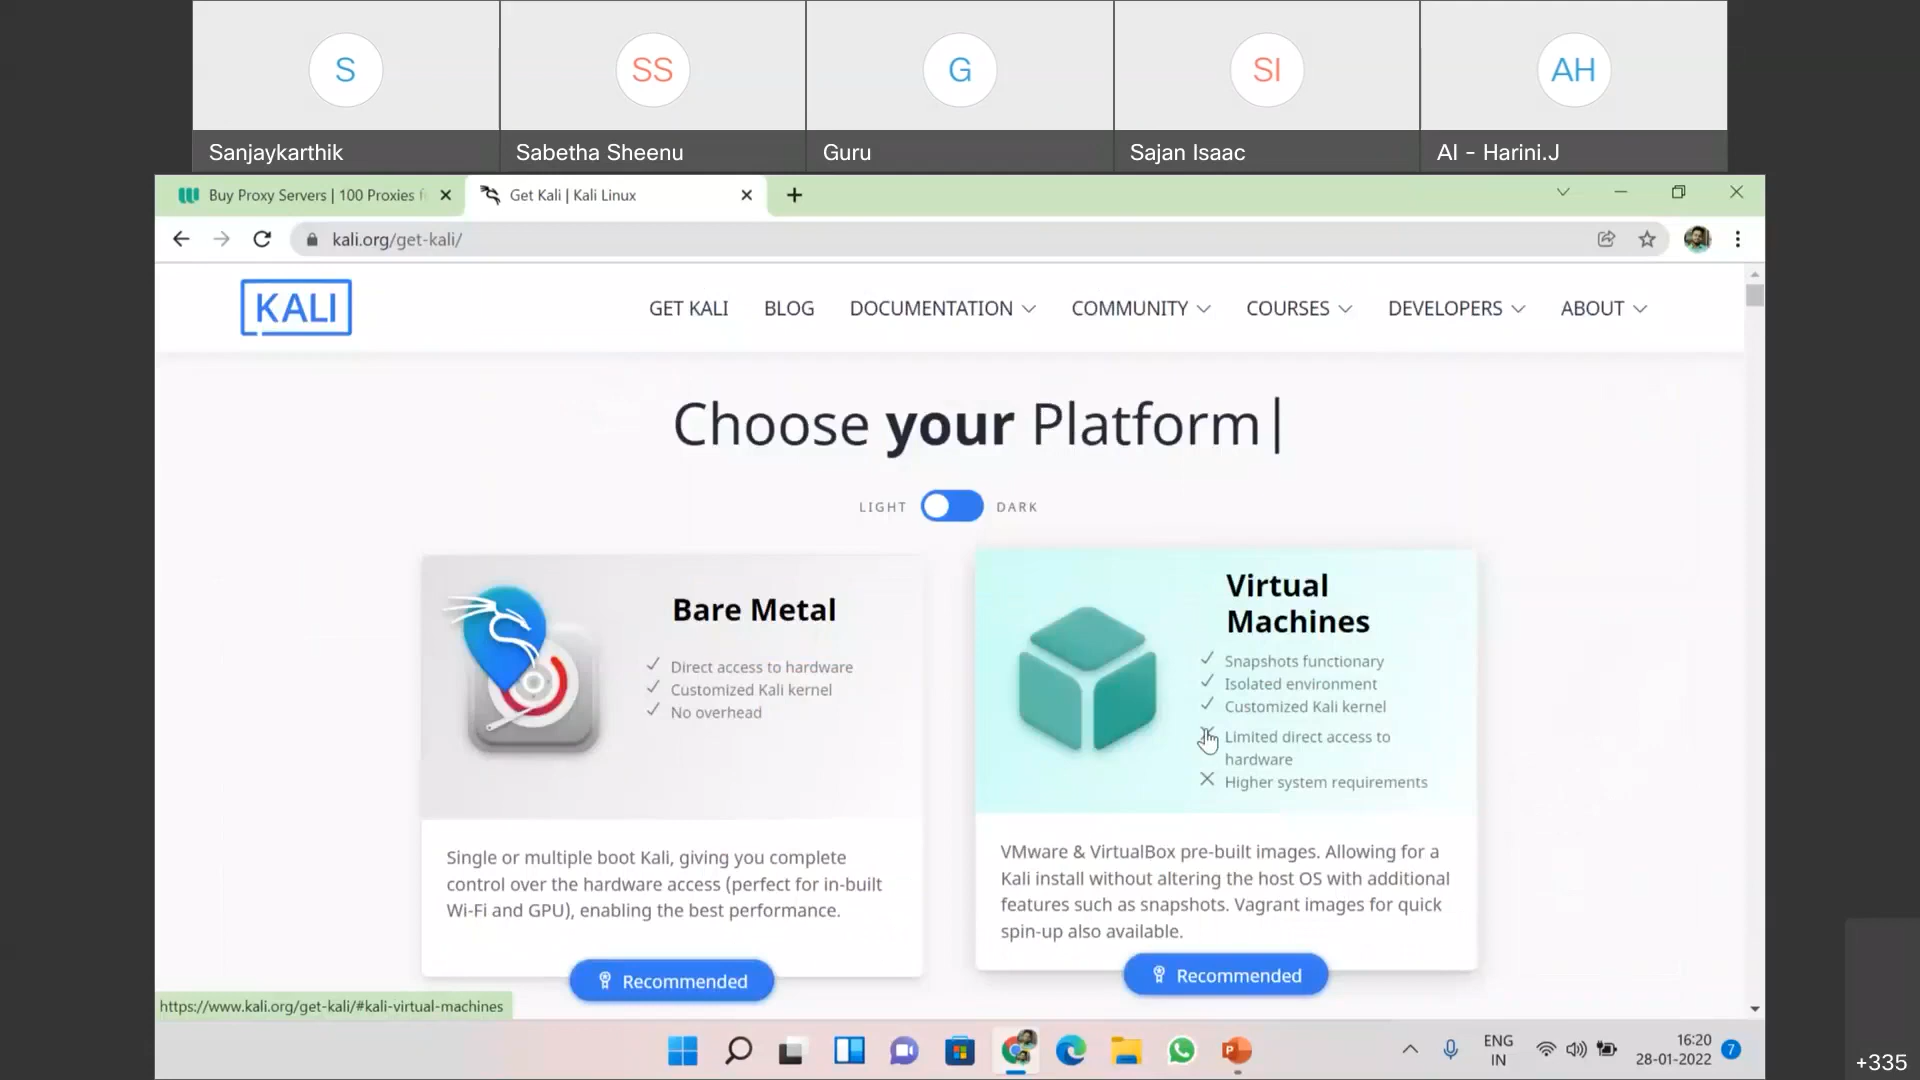 S
SS
G
SI
AH
Sanjaykarthik
Sabetha Sheenu
Guru
Sajan Isaac
AI - Harini.J
Buy Proxy Servers | 100 Proxies f
Get Kali | Kali Linux
kali.org/get-kali/
KALI
GET KALI
BLOG
DOCUMENTATION
COMMUNITY
COURSES
DEVELOPERS
ABOUT
Choose your Platform|
LIGHT
DARK
Bare Metal
Direct access to hardware
Customized Kali kernel
No overhead
Single or multiple boot Kali, giving you complete
control over the hardware access (perfect for in-built
Wi-Fi and GPU), enabling the best performance.
Recommended
Virtual
Machines
Snapshots functionary
Isolated environment
Customized Kali kernel
Limited direct access to
hardware
Higher system requirements
VMware & VirtualBox pre-built images. Allowing for a
Kali install without altering the host OS with additional
features such as snapshots. Vagrant images for quick
spin-up also available.
Recommended
https://www.kali.org/get-kali/#kali-virtual-machines
ENG
IN
16:20
28-01-2022
7
+335